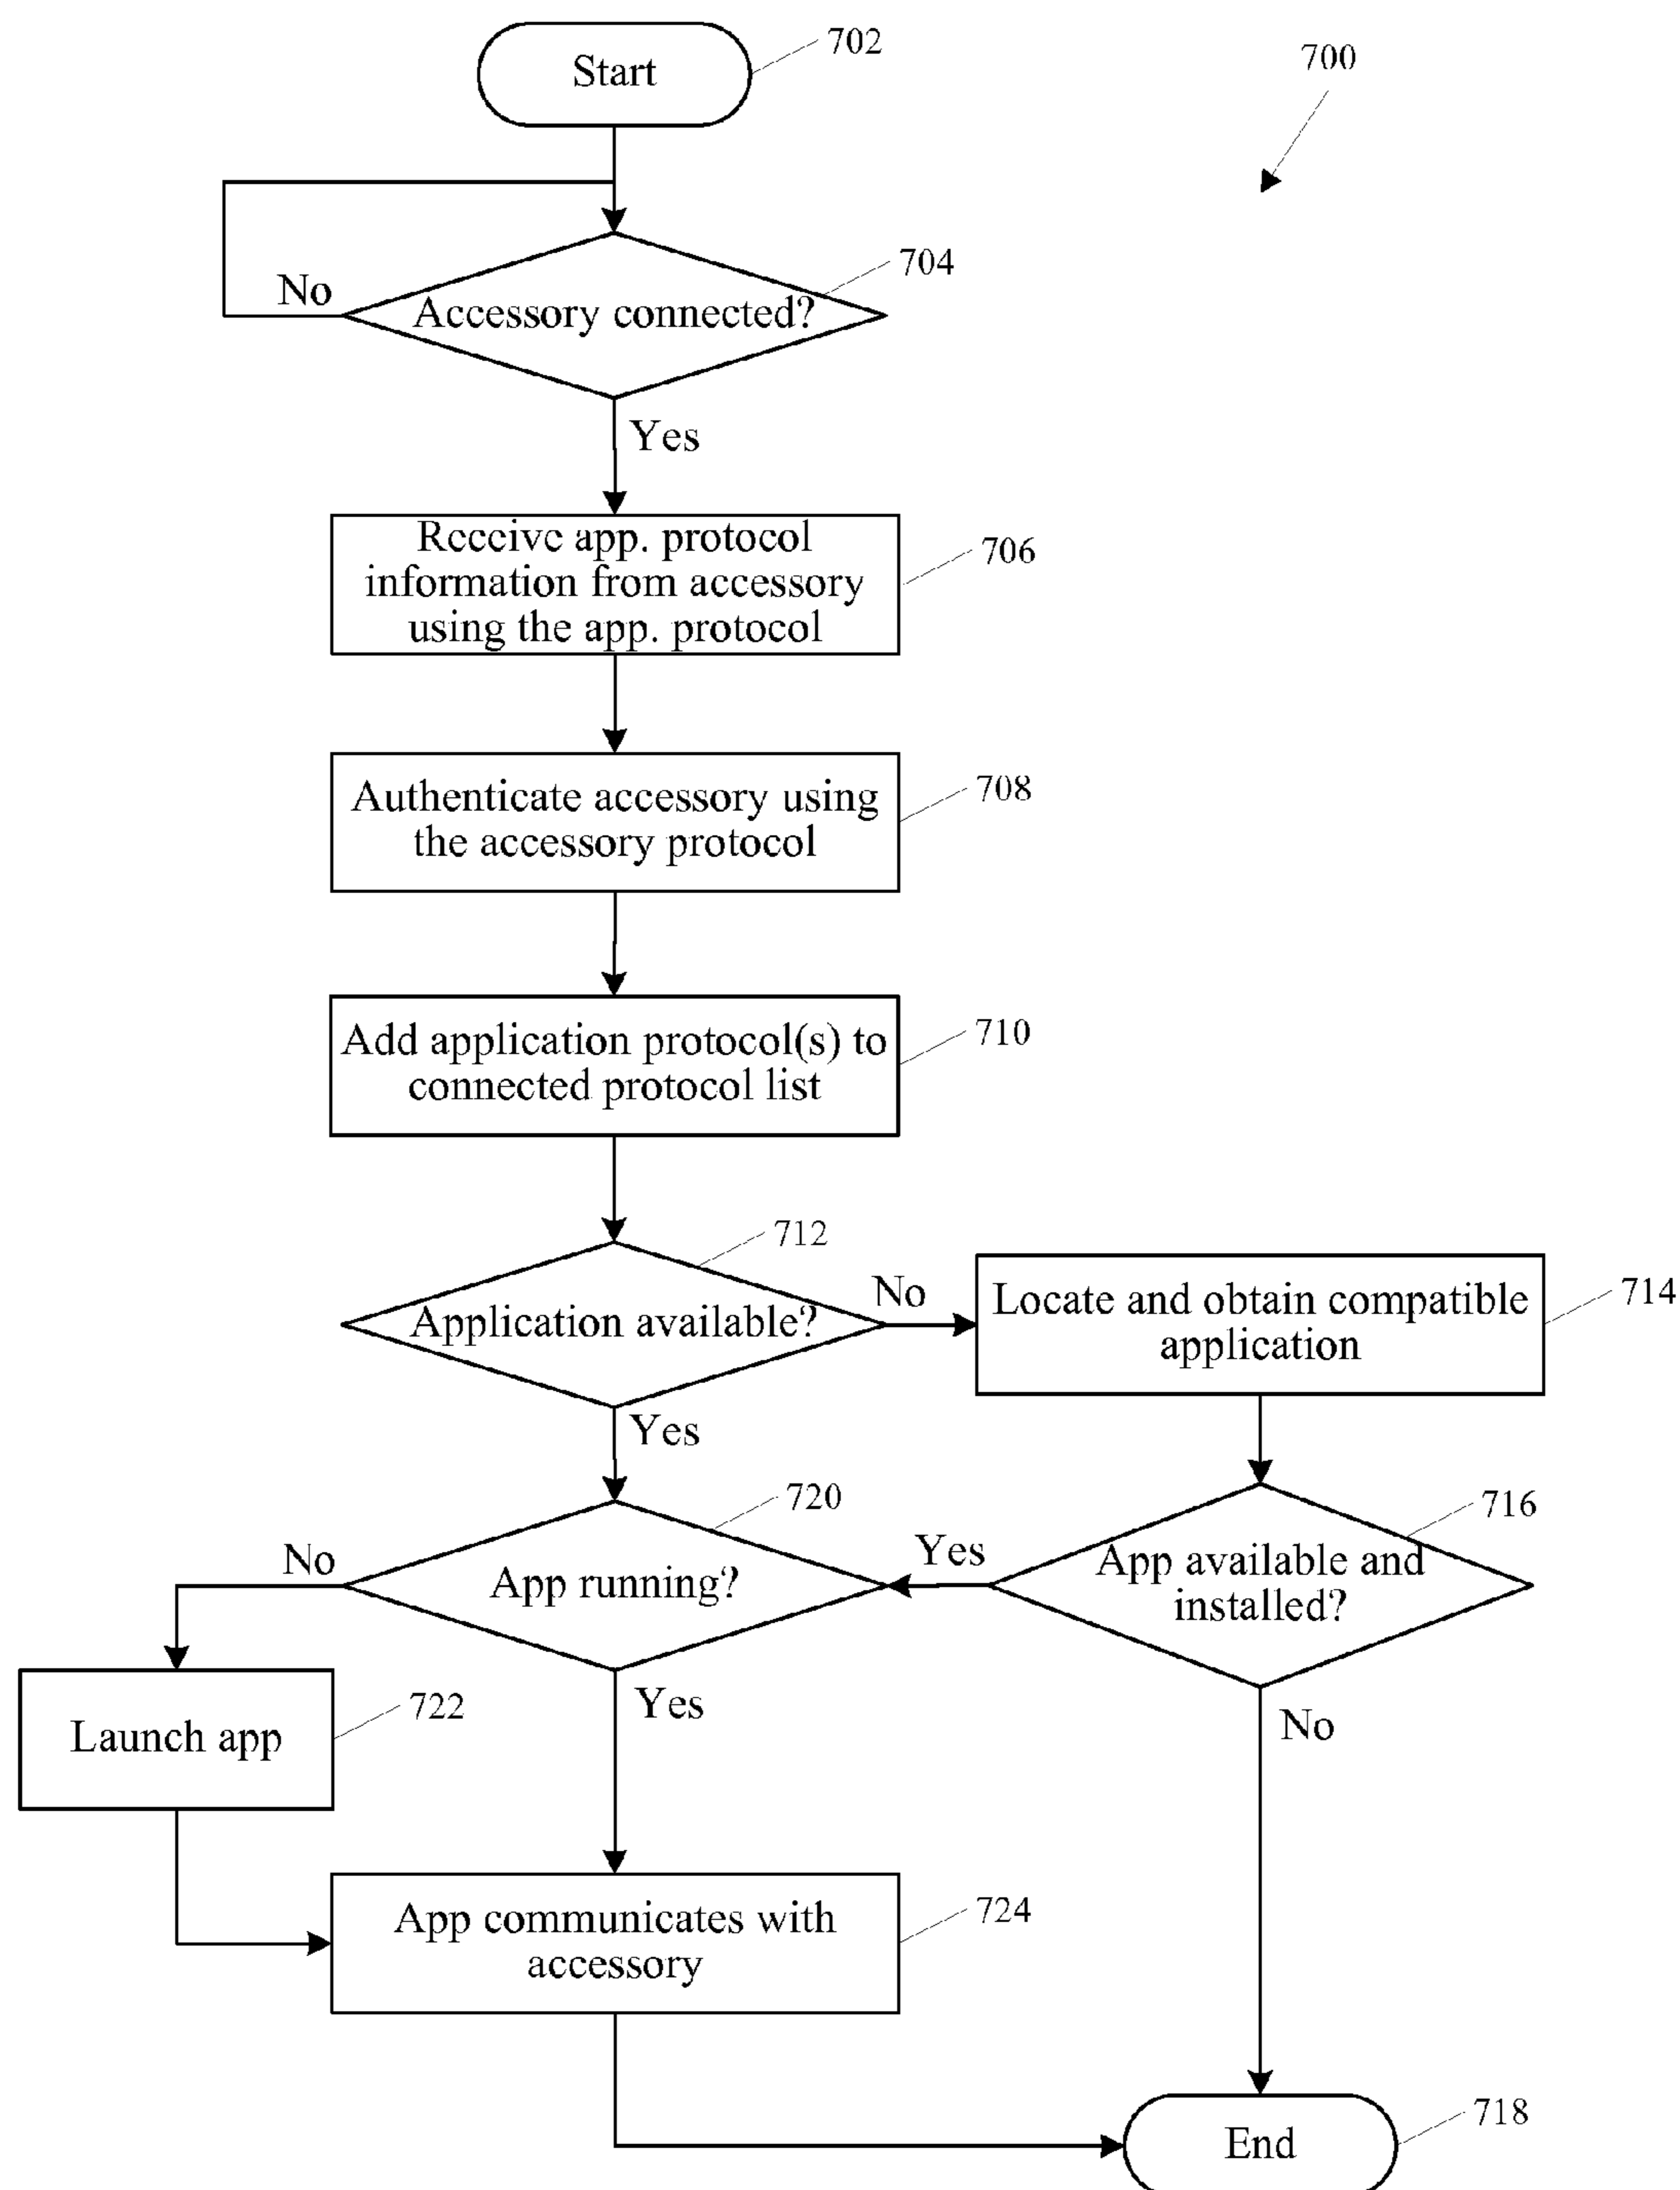 Start
702
700
No
704
Accessory connected?
Yes
Receive app. protocol
information from accessory
using the app. protocol
706
Authenticate accessory using
the accessory protocol
708
Add application protocol(s) to
connected protocol list
710
712
Application available?
No
Locate and obtain compatible
application
714
Yes
720
716
No
App running?
Yes
App available and
installed?
Launch app
722
Yes
No
App communicates with
accessory
724
End
718